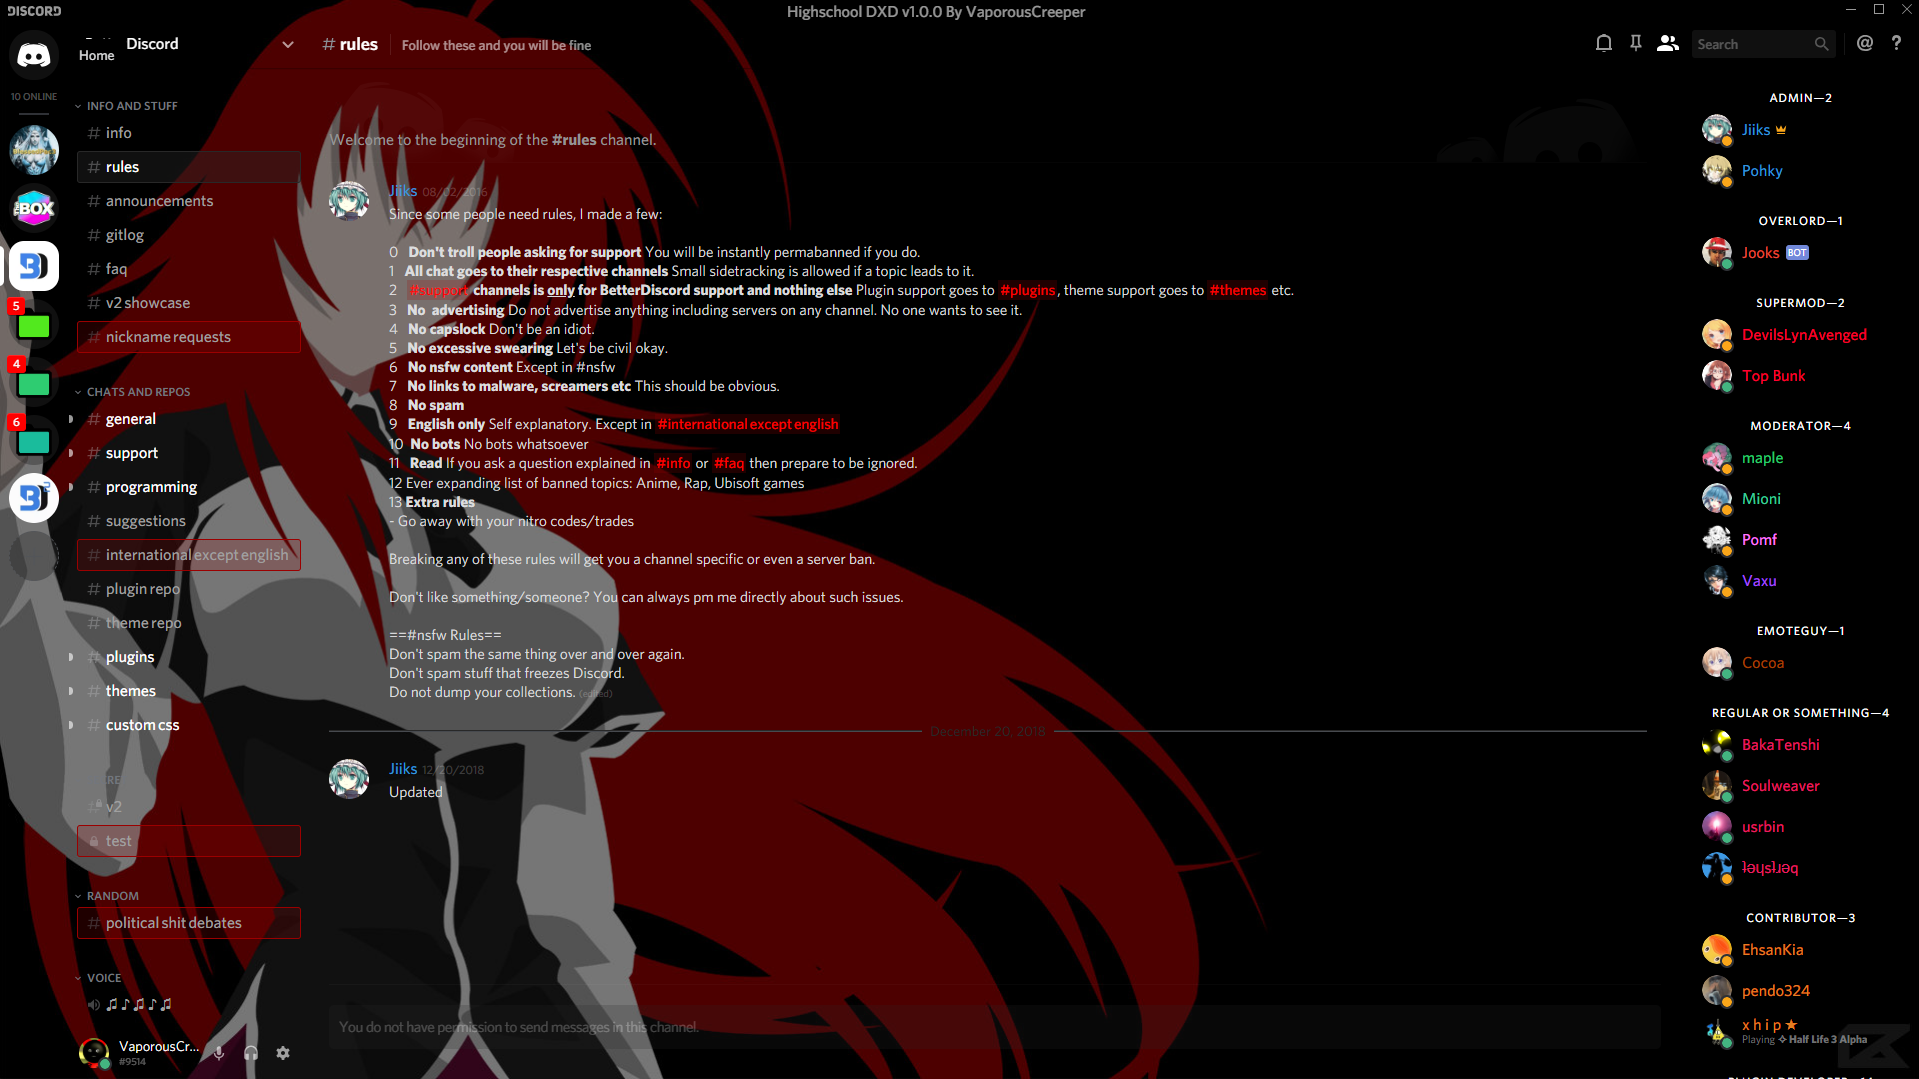 DISCORD
Highschool DXD v1.0.0 By VaporousCreeper
Home
Discord
# rules
Follow these and you will be fine
Search
10 ONLINE
INFO AND STUFF
# info
# rules
# announcements
# gitlog
# faq
# v2 showcase
# nickname requests
CHATS AND REPOS
# general
# support
# programming
# suggestions
# international except english
# plugin repo
# theme repo
# plugins
# themes
# custom css
v2
test
RANDOM
# political shit debates
VOICE
♫ ♪ ♫ ♪ ♫
VaporousCr...
#9514
BOX
5
4
6
Welcome to the beginning of the #rules channel.
Jiiks 08/02/2016
Since some people need rules, I made a few:
0 Don't troll people asking for support You will be instantly permabanned if you do.
1 All chat goes to their respective channels Small sidetracking is allowed if a topic leads to it.
2 #support channels is only for BetterDiscord support and nothing else Plugin support goes to #plugins, theme support goes to #themes etc.
3 No advertising Do not advertise anything including servers on any channel. No one wants to see it.
4 No capslock Don't be an idiot.
5 No excessive swearing Let's be civil okay.
6 No nsfw content Except in #nsfw
7 No links to malware, screamers etc This should be obvious.
8 No spam
9 English only Self explanatory. Except in #international except english
10 No bots No bots whatsoever
11 Read If you ask a question explained in #info or #faq then prepare to be ignored.
12 Ever expanding list of banned topics: Anime, Rap, Ubisoft games
13 Extra rules
- Go away with your nitro codes/trades
Breaking any of these rules will get you a channel specific or even a server ban.
Don't like something/someone? You can always pm me directly about such issues.
==#nsfw Rules==
Don't spam the same thing over and over again.
Don't spam stuff that freezes Discord.
Do not dump your collections. (edited)
December 20, 2018
Jiiks 12/20/2018
Updated
You do not have permission to send messages in this channel.
ADMIN—2
Jiiks
Pohky
OVERLORD—1
Jooks BOT
SUPERMOD—2
DevilsLynAvenged
Top Bunk
MODERATOR—4
maple
Mioni
Pomf
Vaxu
EMOTEGUY—1
Cocoa
REGULAR OR SOMETHING—4
BakaTenshi
Soulweaver
usrbin
CONTRIBUTOR—3
EhsanKia
pendo324
x h i p ★
Playing ✧ Half Life 3 Alpha